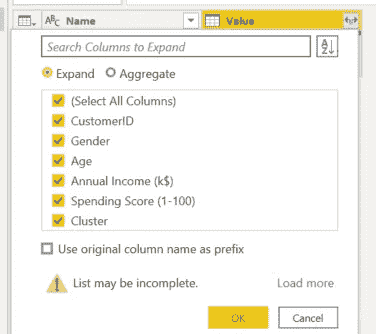 ABC Name Value
Search Columns to Expand
Expand Aggregate
(Select All Columns)
CustomerID
Gender
Age
Annual Income (k$)
Spending Score (1-100)
Cluster
Use original column name as prefix
List may be incomplete. Load more
OK Cancel